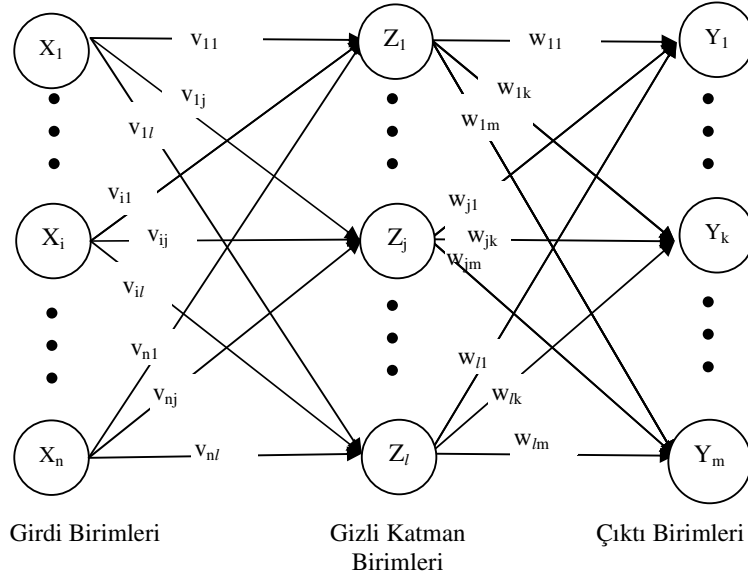 X₁ v₁₁ Z₁ w₁₁ Y₁
v₁ⱼ w₁ₖ
v₁ₗ w₁ₘ
vᵢ₁ wⱼ₁
Xᵢ vᵢⱼ Zⱼ wⱼₖ Yₖ
vᵢₗ wⱼₘ
vₙ₁ wₗ₁
vₙⱼ wₗₖ
Xₙ vₙₗ Zₗ wₗₘ Yₘ
Girdi Birimleri Gizli Katman Çıktı Birimleri
Birimleri